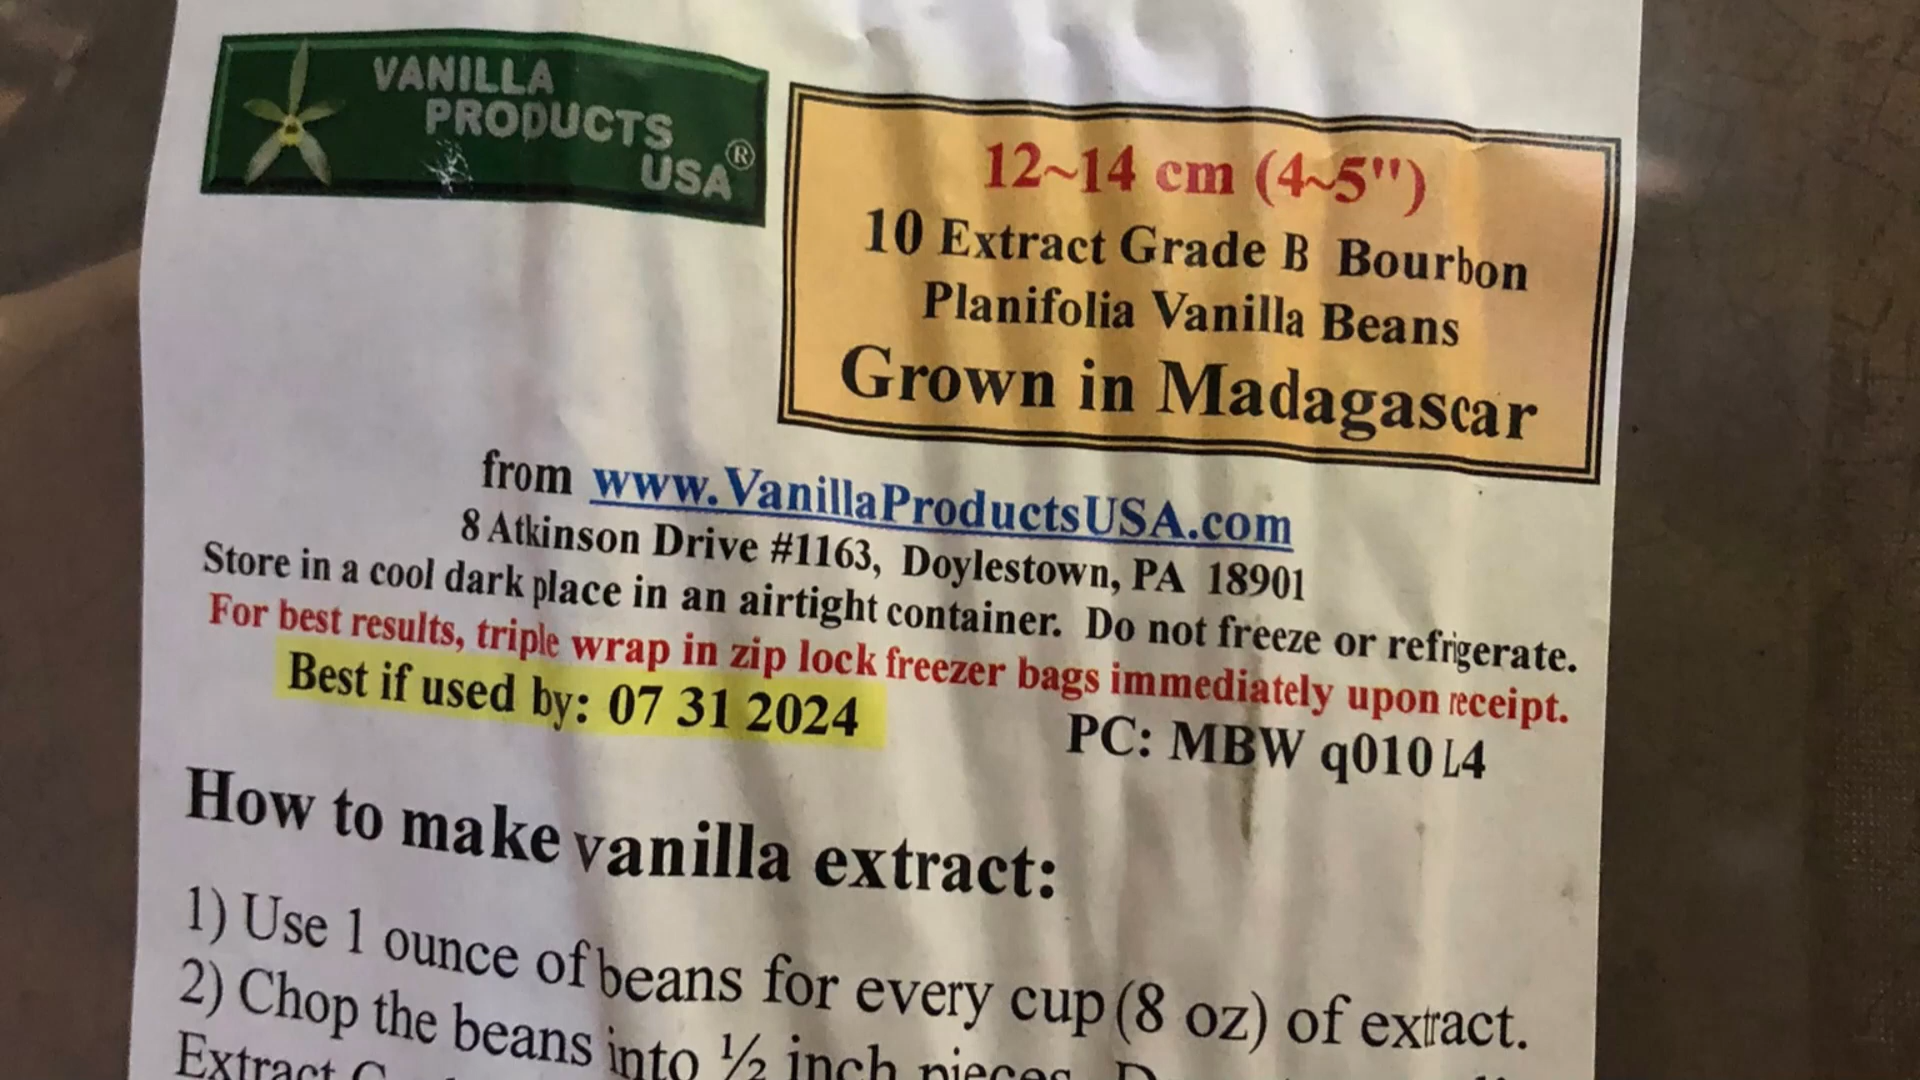 VANILLA
PRODUCTS
USA®
12~14 cm (4~5")
10 Extract Grade B Bourbon
Planifolia Vanilla Beans
Grown in Madagascar
from www.VanillaProductsUSA.com
8 Atkinson Drive #1163, Doylestown, PA 18901
Store in a cool dark place in an airtight container. Do not freeze or refrigerate.
For best results, triple wrap in zip lock freezer bags immediately upon receipt.
Best if used by: 07 31 2024
PC: MBW q010L4
How to make vanilla extract:
1) Use 1 ounce of beans for every cup (8 oz) of extract.
2) Chop the beans into ½ inch pieces.
Extract